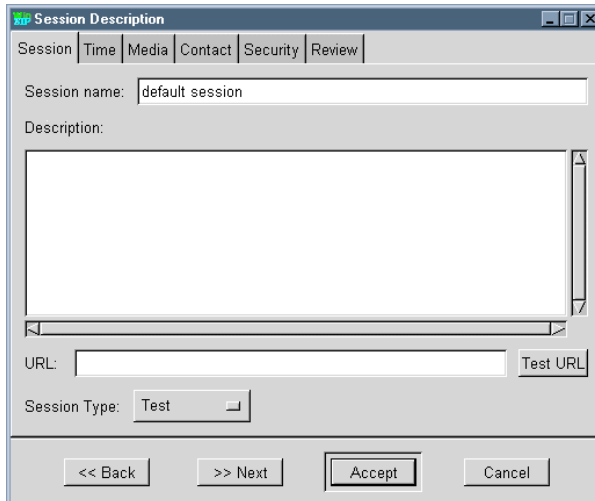 Session Description
Session Time Media Contact Security Review
Session name: default session
Description:
URL: Test URL
Session Type: Test
<< Back >> Next Accept Cancel